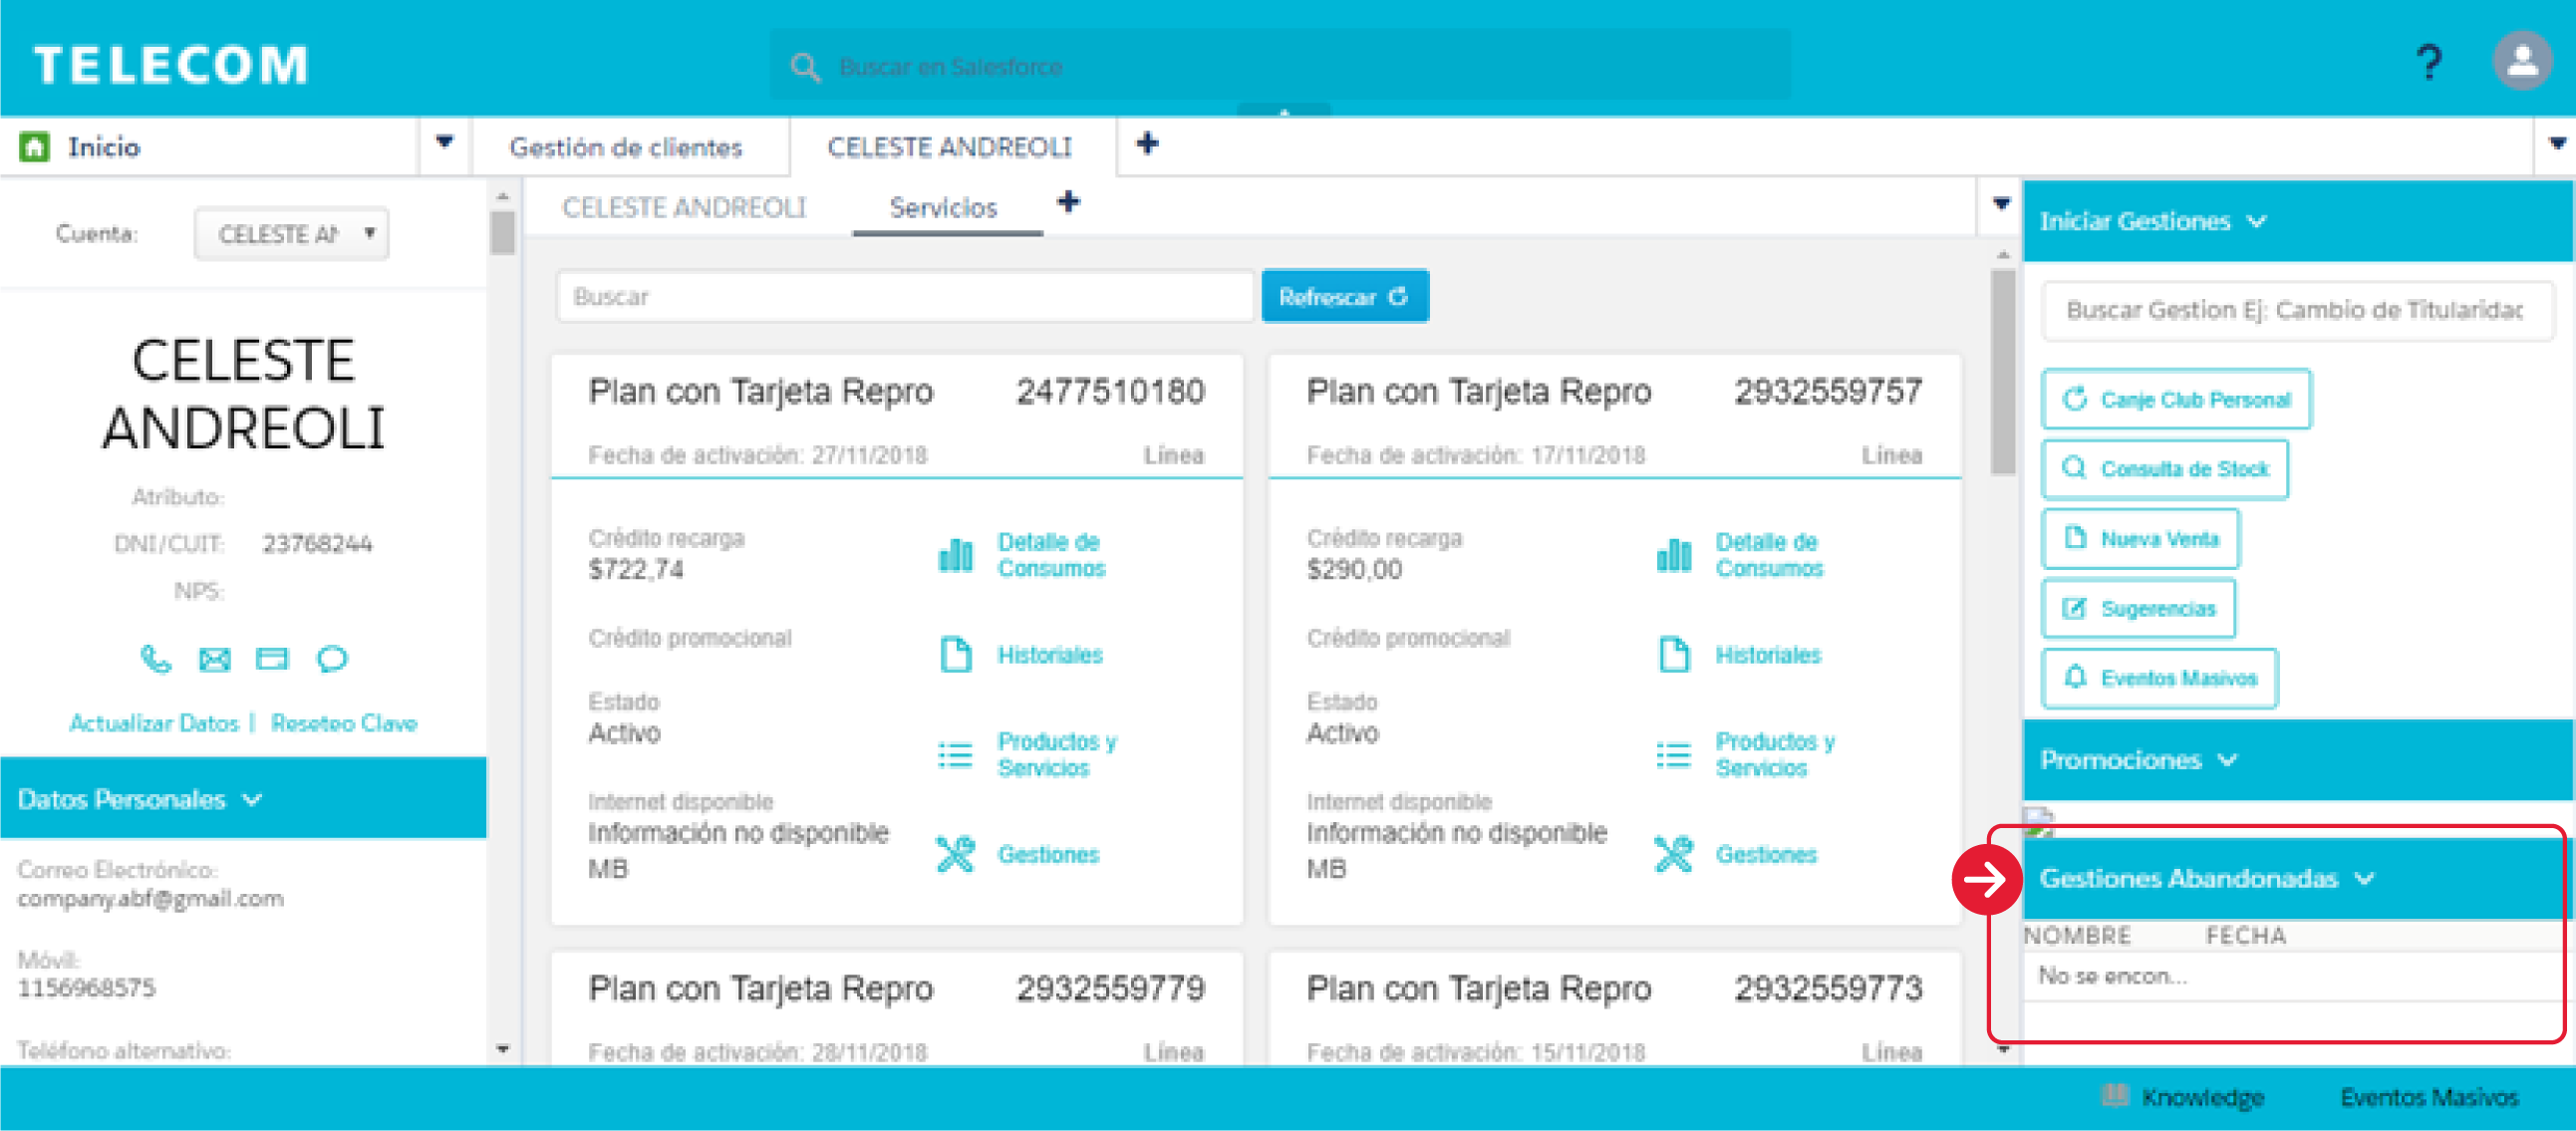 TELECOM
Buscar en Salesforce
?
Inicio
Gestión de clientes
CELESTE ANDREOLI
Cuenta:
CELESTE AN
CELESTE
ANDREOLI
Atributo:
DNI/CUIT: 23768244
NPS:
Actualizar Datos | Reseteo Clave
Datos Personales
Correo Electrónico:
company.abf@gmail.com
Móvil:
1156968575
Teléfono alternativo:
CELESTE ANDREOLI
Servicios
Buscar
Refrescar
Plan con Tarjeta Repro 2477510180
Fecha de activación: 27/11/2018 Línea
Crédito recarga
$722,74
Crédito promocional
Estado
Activo
Internet disponible
Información no disponible
MB
Detalle de
Consumos
Historiales
Productos y
Servicios
Gestiones
Plan con Tarjeta Repro 2932559757
Fecha de activación: 17/11/2018 Línea
Crédito recarga
$290,00
Crédito promocional
Estado
Activo
Internet disponible
Información no disponible
MB
Detalle de
Consumos
Historiales
Productos y
Servicios
Gestiones
Plan con Tarjeta Repro 2932559779
Fecha de activación: 28/11/2018 Línea
Plan con Tarjeta Repro 2932559773
Fecha de activación: 15/11/2018 Línea
Iniciar Gestiones
Buscar Gestion Ej: Cambio de Titularidad
Canje Club Personal
Consulta de Stock
Nueva Venta
Sugerencias
Eventos Masivos
Promociones
Gestiones Abandonadas
NOMBRE FECHA
No se encon...
Knowledge
Eventos Masivos